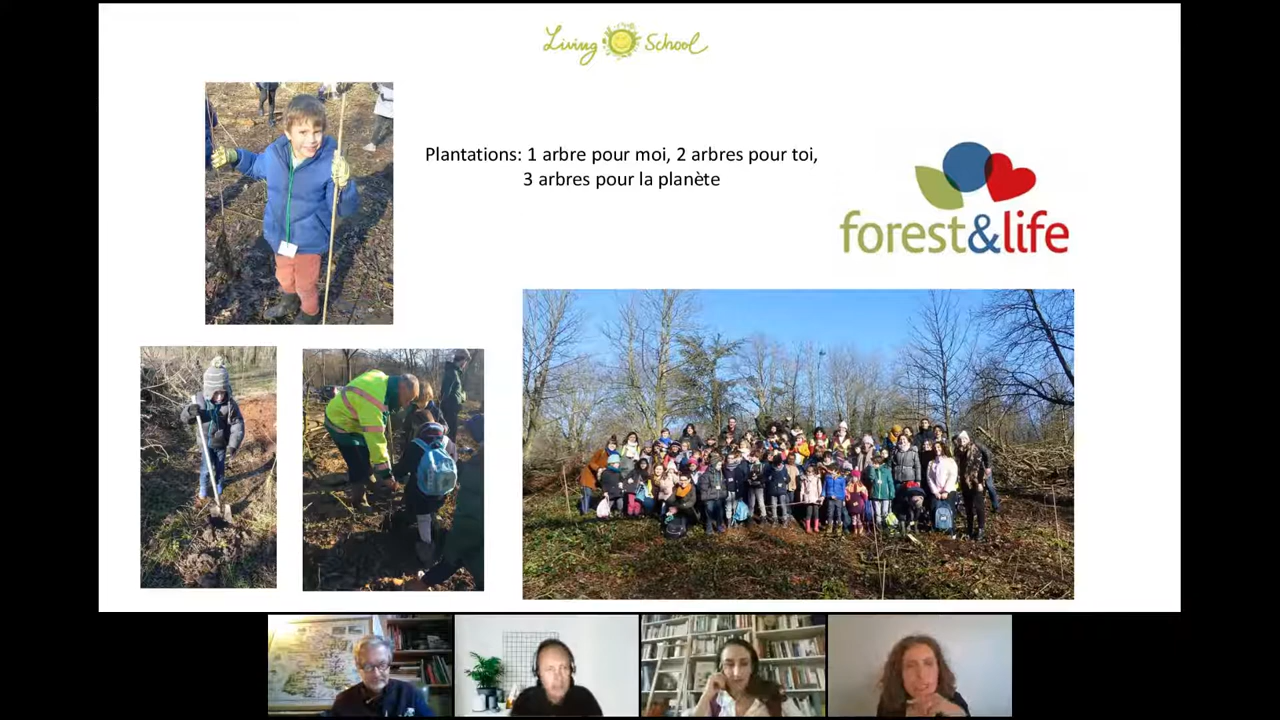 Living School
Plantations: 1 arbre pour moi, 2 arbres pour toi,
3 arbres pour la planète
forest&life